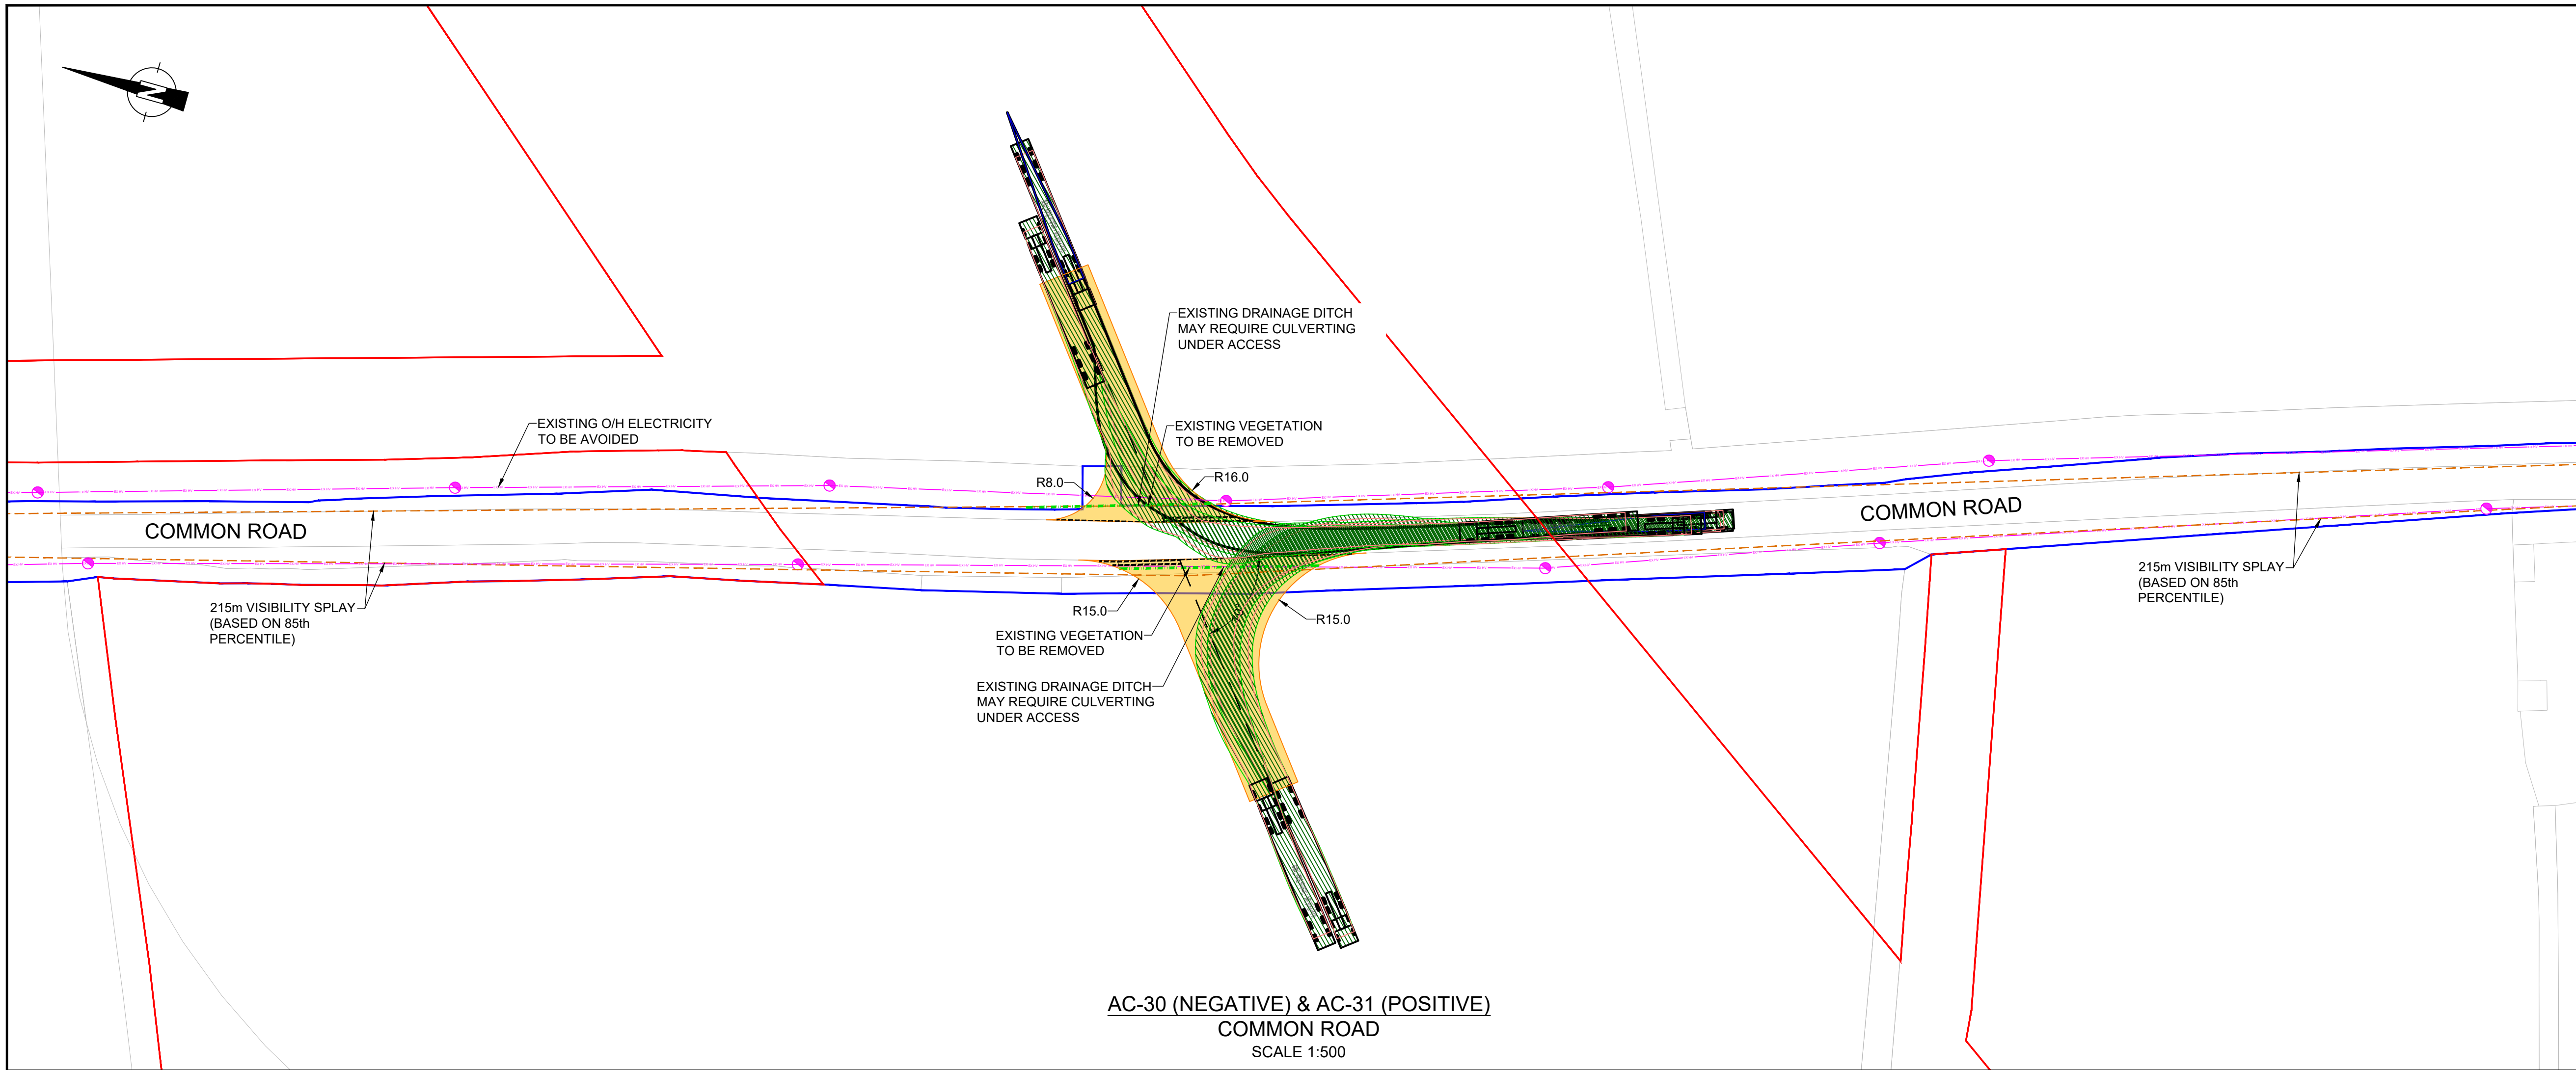 N
EXISTING DRAINAGE DITCH
MAY REQUIRE CULVERTING
UNDER ACCESS
EXISTING O/H ELECTRICITY
TO BE AVOIDED
EXISTING VEGETATION
TO BE REMOVED
R8.0
R16.0
COMMON ROAD
COMMON ROAD
215m VISIBILITY SPLAY
(BASED ON 85th
PERCENTILE)
215m VISIBILITY SPLAY
(BASED ON 85th
PERCENTILE)
R15.0
R15.0
EXISTING VEGETATION
TO BE REMOVED
EXISTING DRAINAGE DITCH
MAY REQUIRE CULVERTING
UNDER ACCESS
AC-30 (NEGATIVE) & AC-31 (POSITIVE)
COMMON ROAD
SCALE 1:500